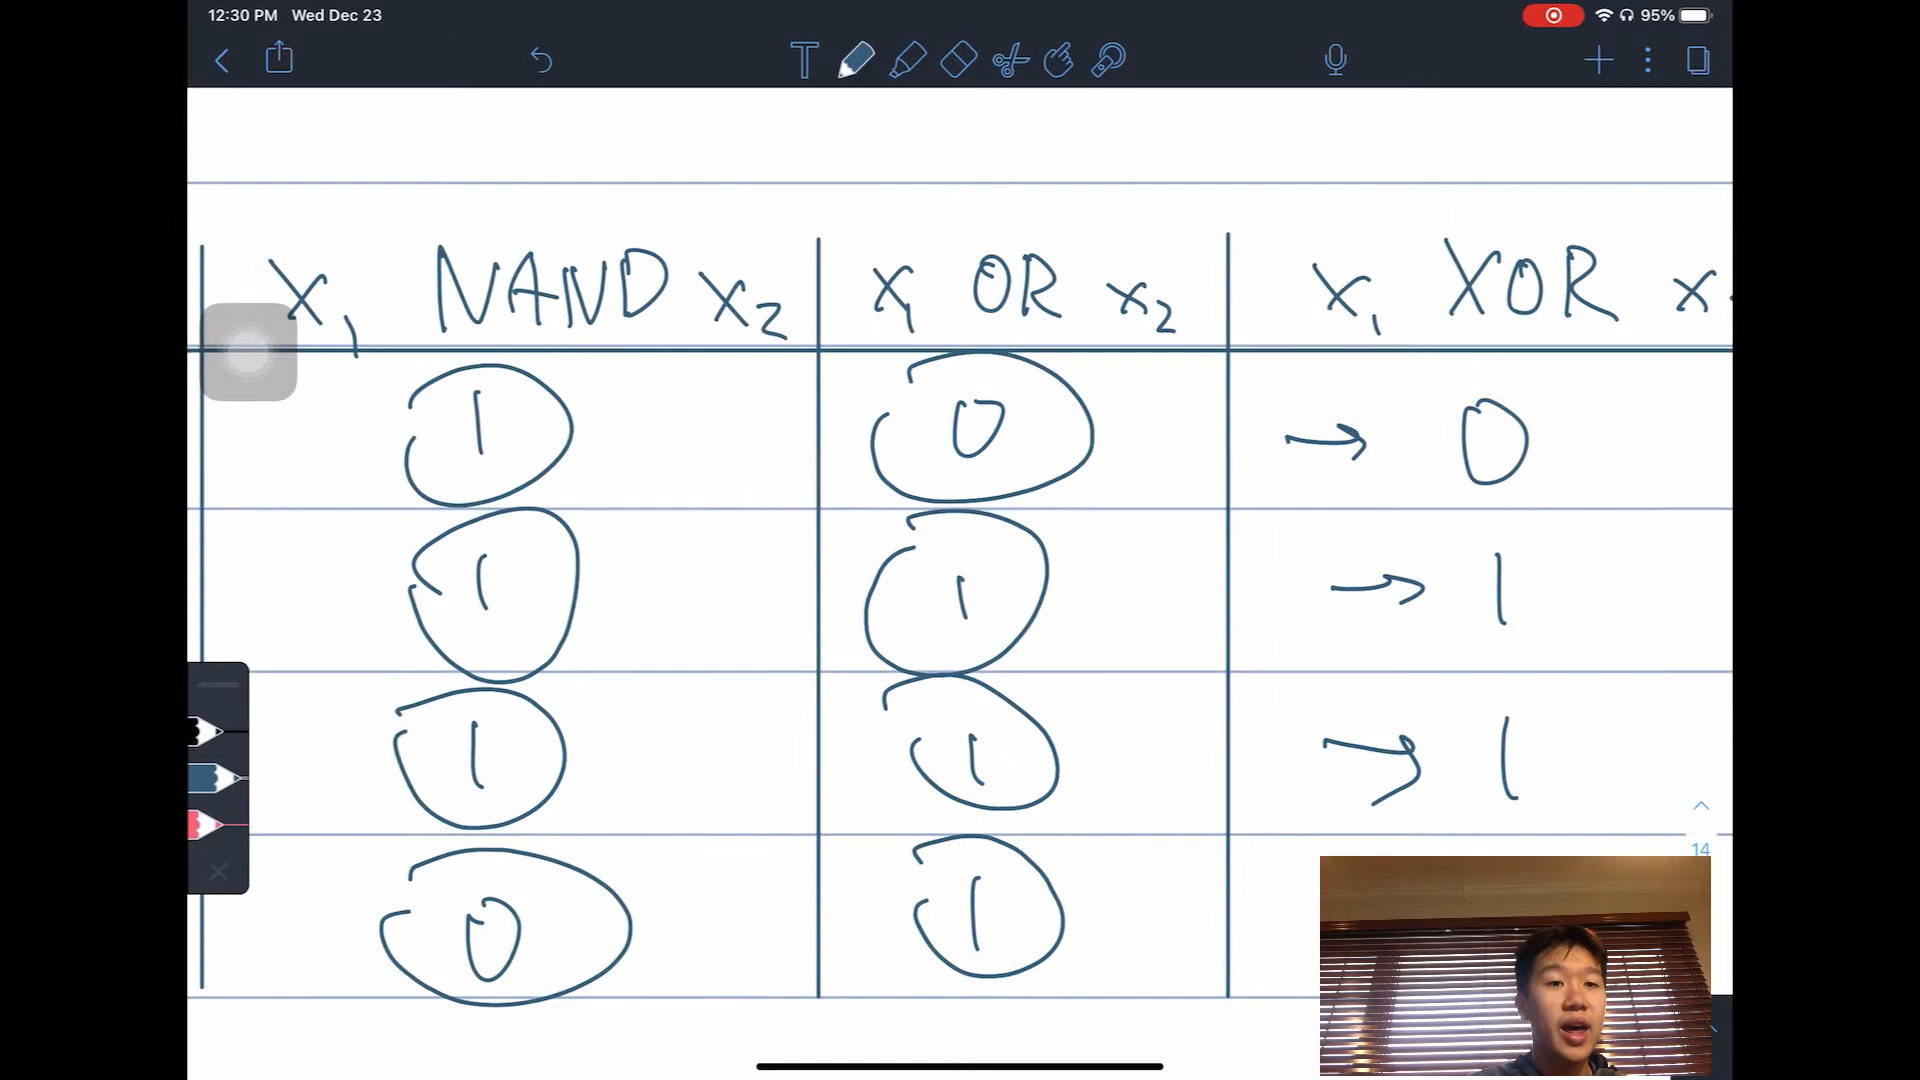 12:30 PM Wed Dec 23
95%
T
x₁ NAND x₂ x₁ OR x₂ x₁ XOR x
1 0 → 0
1 1 → 1
1 1 → 1
14
0 1